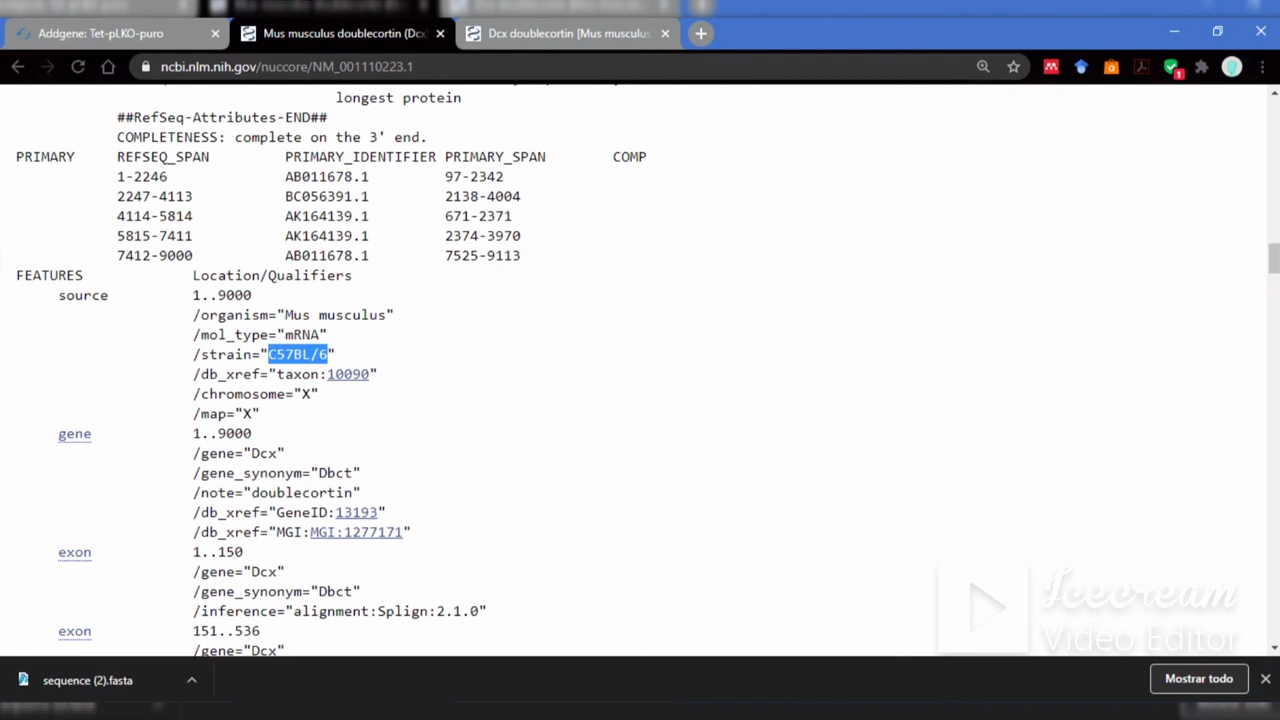 Addgene: Tet-pLKO-puro
Mus musculus doublecortin (Dcx
Dcx doublecortin [Mus musculus
ncbi.nlm.nih.gov/nuccore/NM_001110223.1
1
longest protein
##RefSeq-Attributes-END##
COMPLETENESS: complete on the 3' end.
PRIMARY REFSEQ_SPAN PRIMARY_IDENTIFIER PRIMARY_SPAN COMP
1-2246 AB011678.1 97-2342
2247-4113 BC056391.1 2138-4004
4114-5814 AK164139.1 671-2371
5815-7411 AK164139.1 2374-3970
7412-9000 AB011678.1 7525-9113
FEATURES Location/Qualifiers
source 1..9000
/organism="Mus musculus"
/mol_type="mRNA"
/strain="C57BL/6"
/db_xref="taxon:10090"
/chromosome="X"
/map="X"
gene 1..9000
/gene="Dcx"
/gene_synonym="Dbct"
/note="doublecortin"
/db_xref="GeneID:13193"
/db_xref="MGI:MGI:1277171"
exon 1..150
/gene="Dcx"
/gene_synonym="Dbct"
/inference="alignment:Splign:2.1.0"
exon 151..536
/gene="Dcx"
Icecream
Video Editor
sequence (2).fasta
Mostrar todo